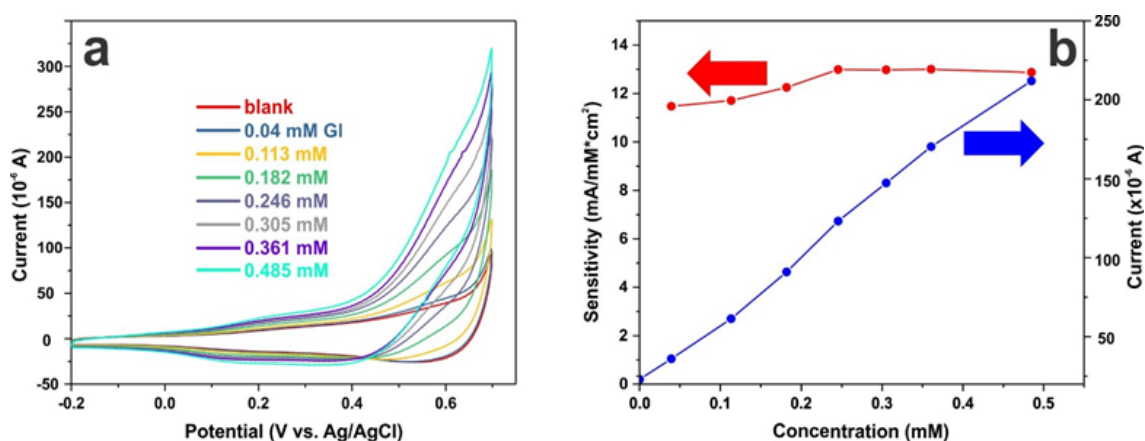 a
Current (10⁻⁶ A)
300
250
200
150
100
50
0
-50
blank
0.04 mM Gl
0.113 mM
0.182 mM
0.246 mM
0.305 mM
0.361 mM
0.485 mM
-0.2 0.0 0.2 0.4 0.6
Potential (V vs. Ag/AgCl)
b
Sensitivity (mA/mM*cm²)
14
12
10
8
6
4
2
0
250
200
150
100
50
Current (x10⁻⁶ A)
0.0 0.1 0.2 0.3 0.4 0.5
Concentration (mM)